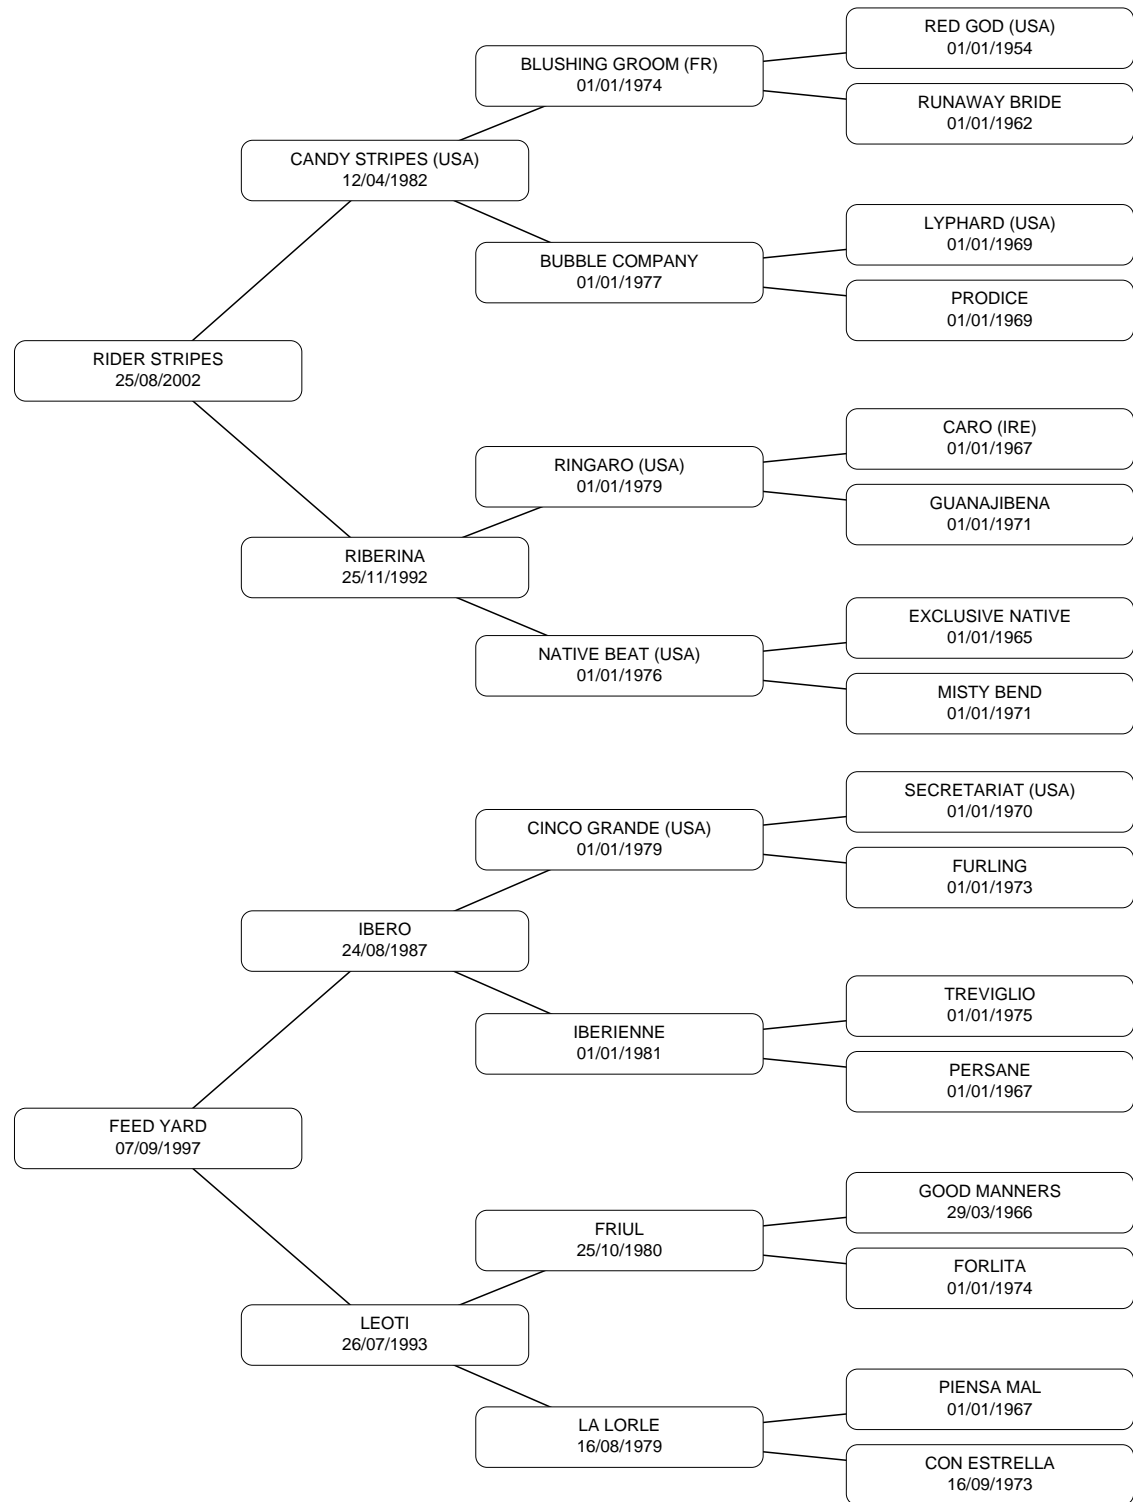 RED GOD (USA)
01/01/1954
BLUSHING GROOM (FR)
01/01/1974
RUNAWAY BRIDE
01/01/1962
CANDY STRIPES (USA)
12/04/1982
LYPHARD (USA)
01/01/1969
BUBBLE COMPANY
01/01/1977
PRODICE
01/01/1969
RIDER STRIPES
25/08/2002
CARO (IRE)
01/01/1967
RINGARO (USA)
01/01/1979
GUANAJIBENA
01/01/1971
RIBERINA
25/11/1992
EXCLUSIVE NATIVE
01/01/1965
NATIVE BEAT (USA)
01/01/1976
MISTY BEND
01/01/1971
SECRETARIAT (USA)
01/01/1970
CINCO GRANDE (USA)
01/01/1979
FURLING
01/01/1973
IBERO
24/08/1987
TREVIGLIO
01/01/1975
IBERIENNE
01/01/1981
PERSANE
01/01/1967
FEED YARD
07/09/1997
GOOD MANNERS
29/03/1966
FRIUL
25/10/1980
FORLITA
01/01/1974
LEOTI
26/07/1993
PIENSA MAL
01/01/1967
LA LORLE
16/08/1979
CON ESTRELLA
16/09/1973